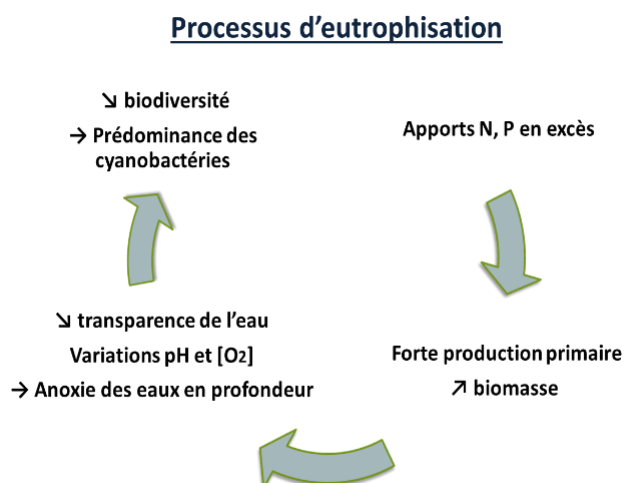 Processus d'eutrophisation
↘ biodiversité
→ Prédominance des
cyanobactéries
Apports N, P en excès
Forte production primaire
↗ biomasse
↘ transparence de l'eau
Variations pH et [O2]
→ Anoxie des eaux en profondeur